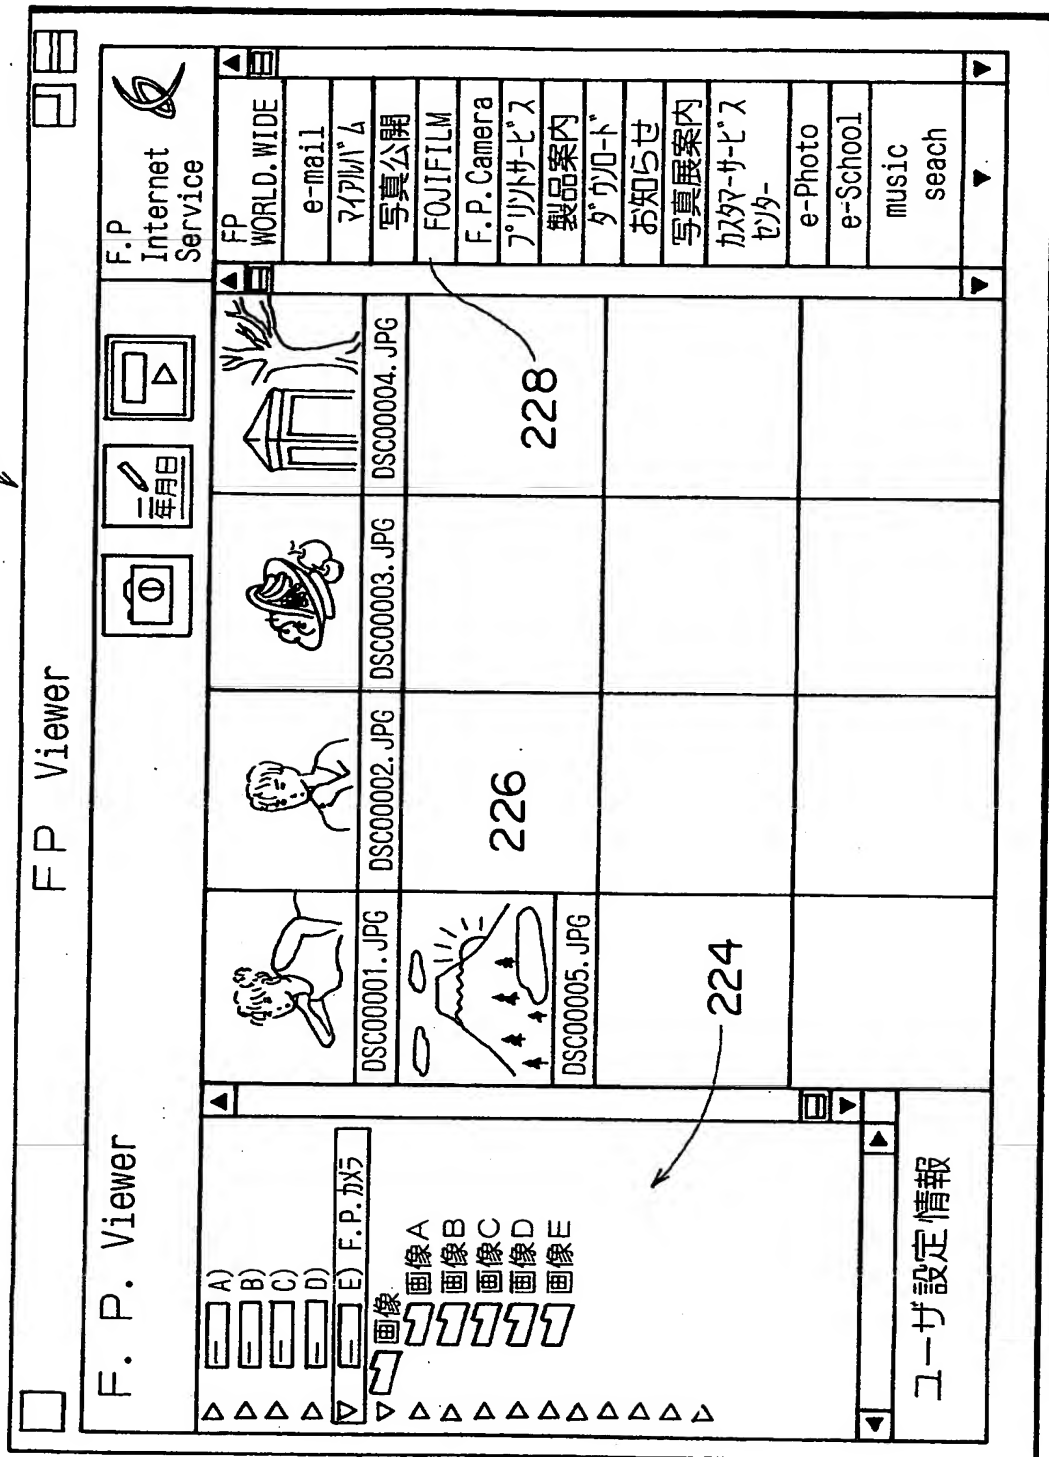 FP Viewer
F. P. Viewer
年月日
F.P
Internet
Service
A)
B)
C)
D)
E) F.P.カメラ
画像
画像A
画像B
画像C
画像D
画像E
ユーザ設定情報
DSC00001.JPG
DSC00002.JPG
DSC00003.JPG
DSC00004.JPG
DSC00005.JPG
224
226
228
FP
WORLD.WIDE
e-mail
マイアルバム
写真公開
FOJIFILM
F.P.Camera
プリントサービス
製品案内
ダウンロード
お知らせ
写真展案内
カスタマーサービス
センター
e-Photo
e-School
music
seach